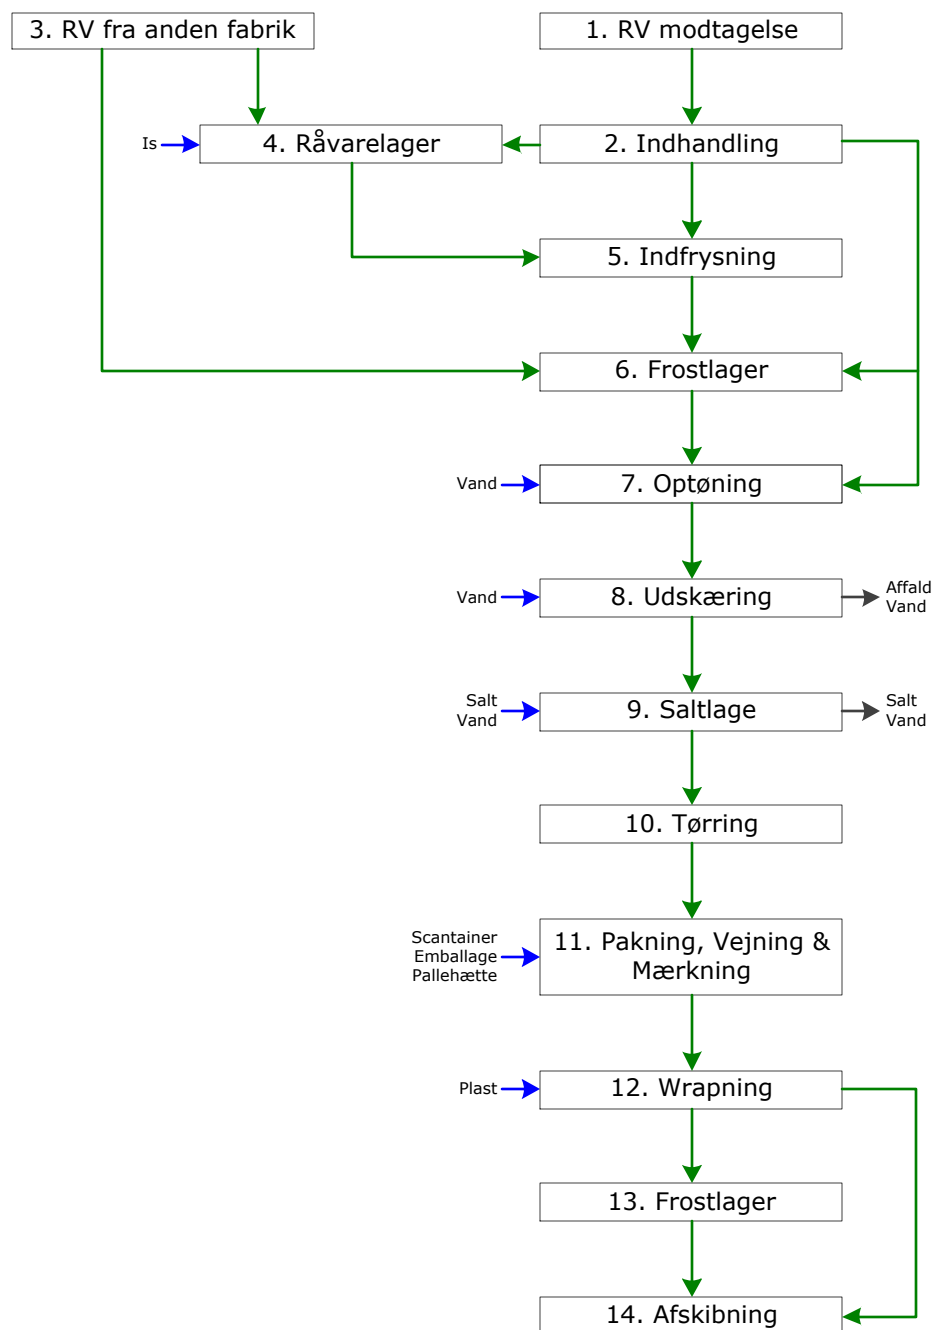 3. RV fra anden fabrik
1. RV modtagelse
Is
4. Råvarelager
2. Indhandling
5. Indfrysning
6. Frostlager
Vand
7. Optøning
Vand
8. Udskæring
Affald
Vand
Salt
Vand
9. Saltlage
Salt
Vand
10. Tørring
Scantainer
Emballage
Pallehætte
11. Pakning, Vejning &
Mærkning
Plast
12. Wrapning
13. Frostlager
14. Afskibning